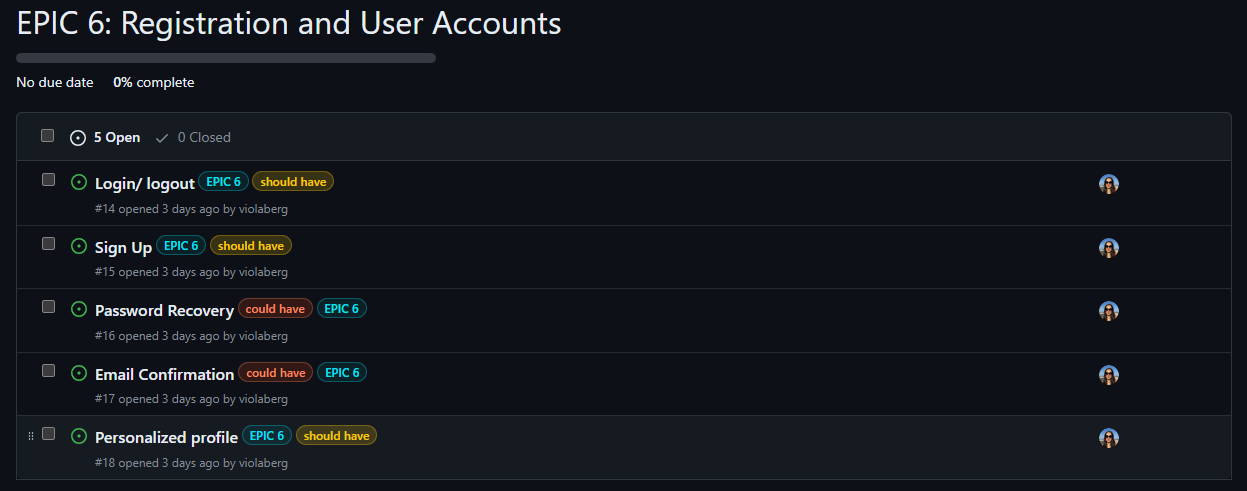 EPIC 6: Registration and User Accounts
No due date 0% complete
5 Open 0 Closed
Login/ logout EPIC 6 should have
#14 opened 3 days ago by violaberg
Sign Up EPIC 6 should have
#15 opened 3 days ago by violaberg
Password Recovery could have EPIC 6
#16 opened 3 days ago by violaberg
Email Confirmation could have EPIC 6
#17 opened 3 days ago by violaberg
Personalized profile EPIC 6 should have
#18 opened 3 days ago by violaberg